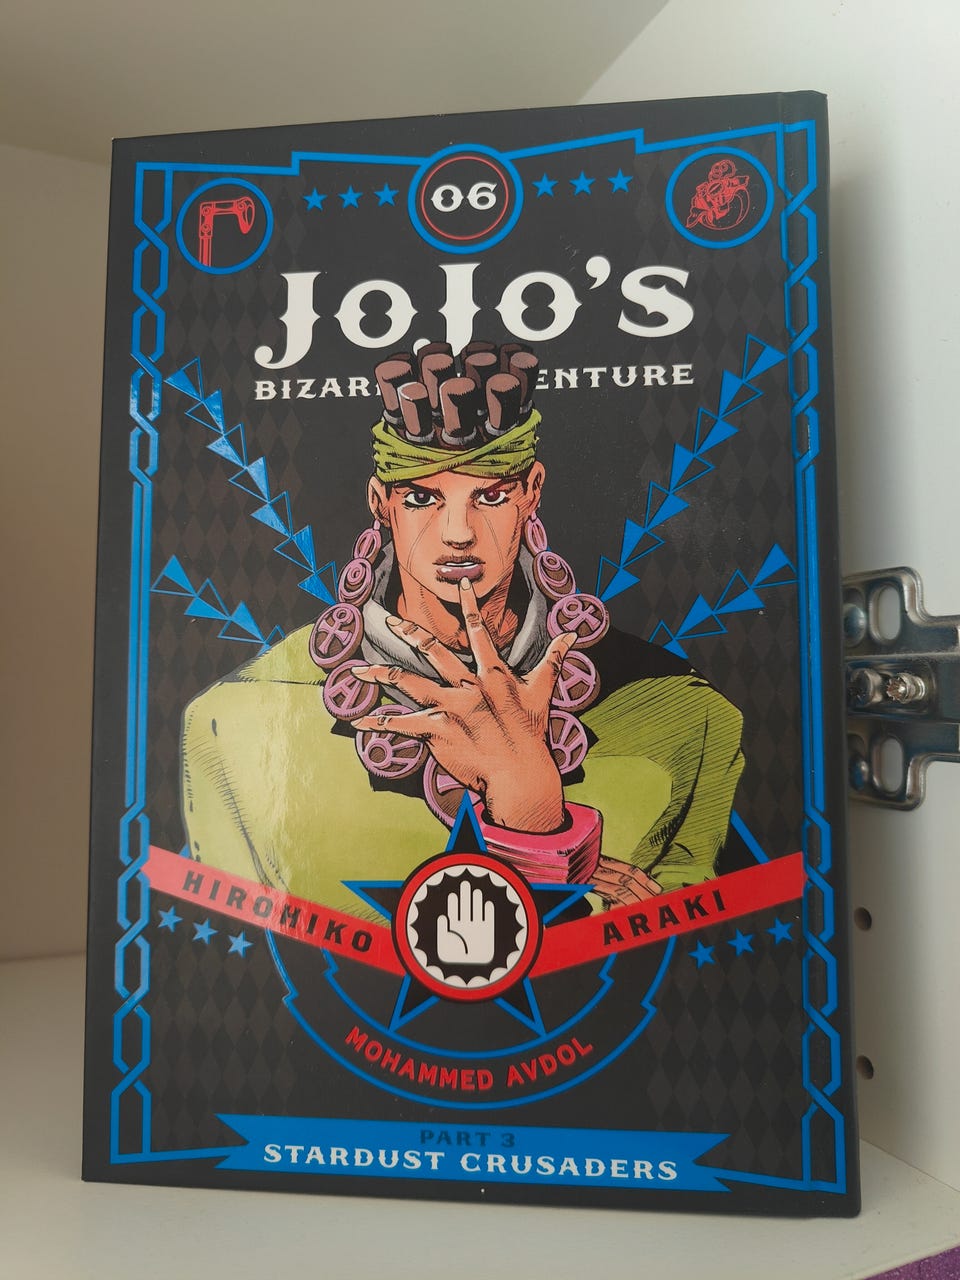 06
JoJo's
BIZAR ENTURE
HIROHIKO ARAKI
MOHAMMED AVDOL
PART 3
STARDUST CRUSADERS